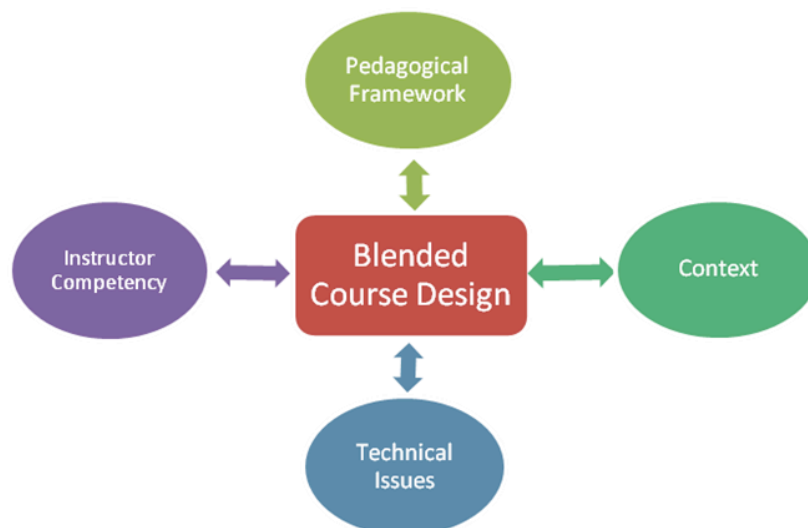 Pedagogical
Framework
Instructor
Competency
Blended
Course Design
Context
Technical
Issues